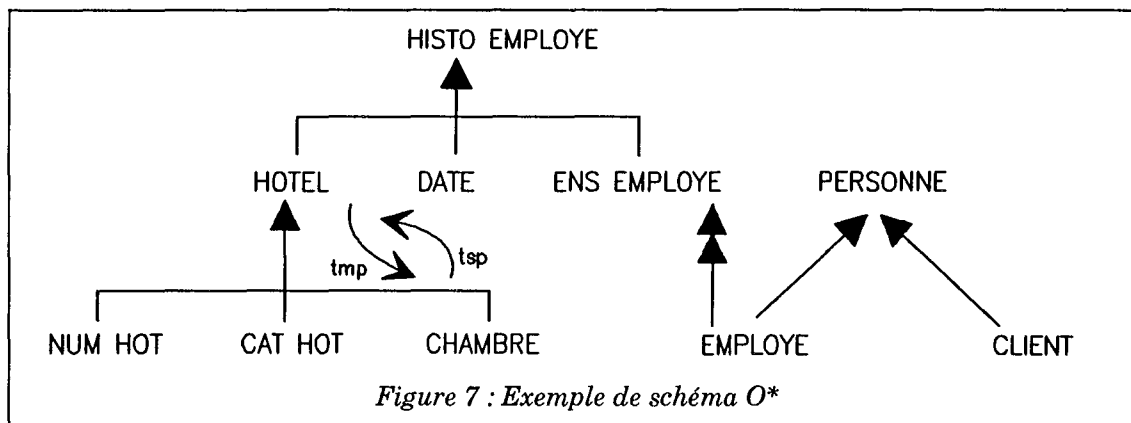 HISTO EMPLOYE
HOTEL DATE ENS EMPLOYE PERSONNE
tmp tsp
NUM HOT CAT HOT CHAMBRE EMPLOYE CLIENT
Figure 7 : Exemple de schéma O*